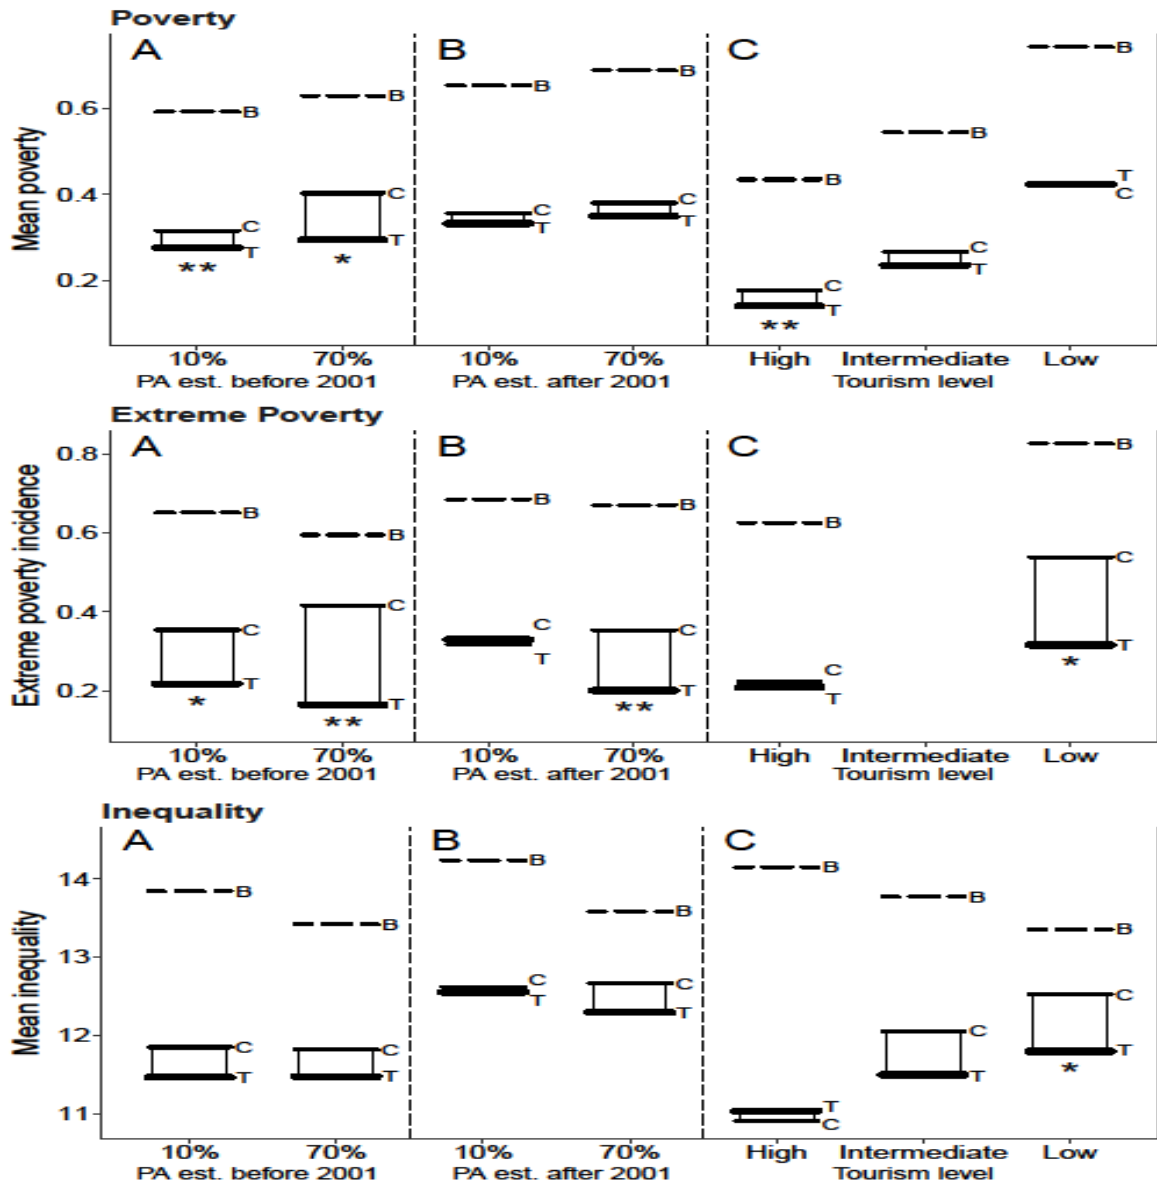 Poverty
A B C
B B B B B B B
0.6
Mean poverty
0.4
0.2
C C C C C C T
T T T T T T C
** * **
10% 70% 10% 70% High Intermediate Low
PA est. before 2001 PA est. after 2001 Tourism level
Extreme Poverty
A B C
0.8
B B B B B B
0.6
Extreme poverty incidence
0.4
0.2
C C C C C C
T T T T T T
* ** ** *
10% 70% 10% 70% High Intermediate Low
PA est. before 2001 PA est. after 2001 Tourism level
Inequality
A B C
14
B B B B B B B
13
Mean inequality
12
11
C C C C T C C
T T T T C T T
*
10% 70% 10% 70% High Intermediate Low
PA est. before 2001 PA est. after 2001 Tourism level